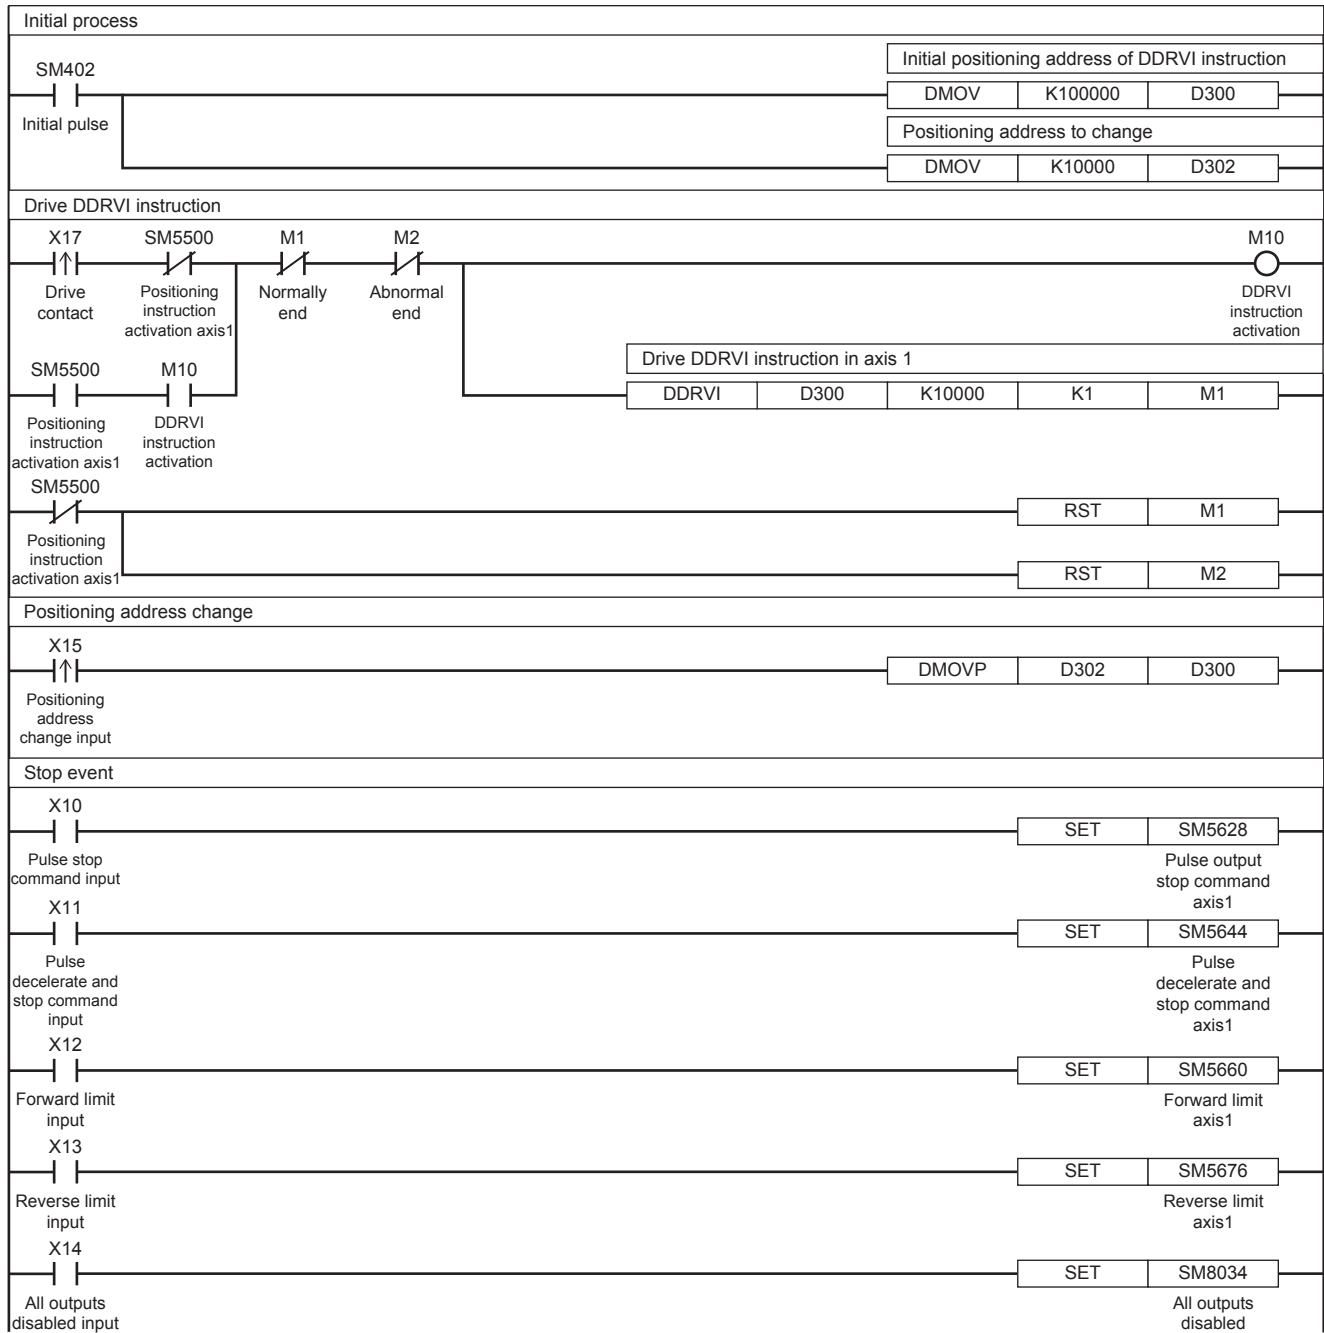 Initial process
Initial positioning address of DDRVI instruction
SM402
DMOV K100000 D300
Initial pulse
Positioning address to change
DMOV K10000 D302
Drive DDRVI instruction
X17 SM5500 M1 M2 M10
Drive contact
Positioning instruction activation axis1
Normally end
Abnormal end
DDRVI instruction activation
Drive DDRVI instruction in axis 1
SM5500 M10
DDRVI D300 K10000 K1 M1
Positioning instruction activation axis1
DDRVI instruction activation
SM5500
RST M1
Positioning instruction activation axis1
RST M2
Positioning address change
X15
DMOVP D302 D300
Positioning
address
change input
Stop event
X10
SET SM5628
Pulse stop
command input
Pulse output
stop command
axis1
X11
SET SM5644
Pulse
decelerate and
stop command
input
Pulse
decelerate and
stop command
axis1
X12
SET SM5660
Forward limit
input
Forward limit
axis1
X13
SET SM5676
Reverse limit
input
Reverse limit
axis1
X14
SET SM8034
All outputs
disabled input
All outputs
disabled